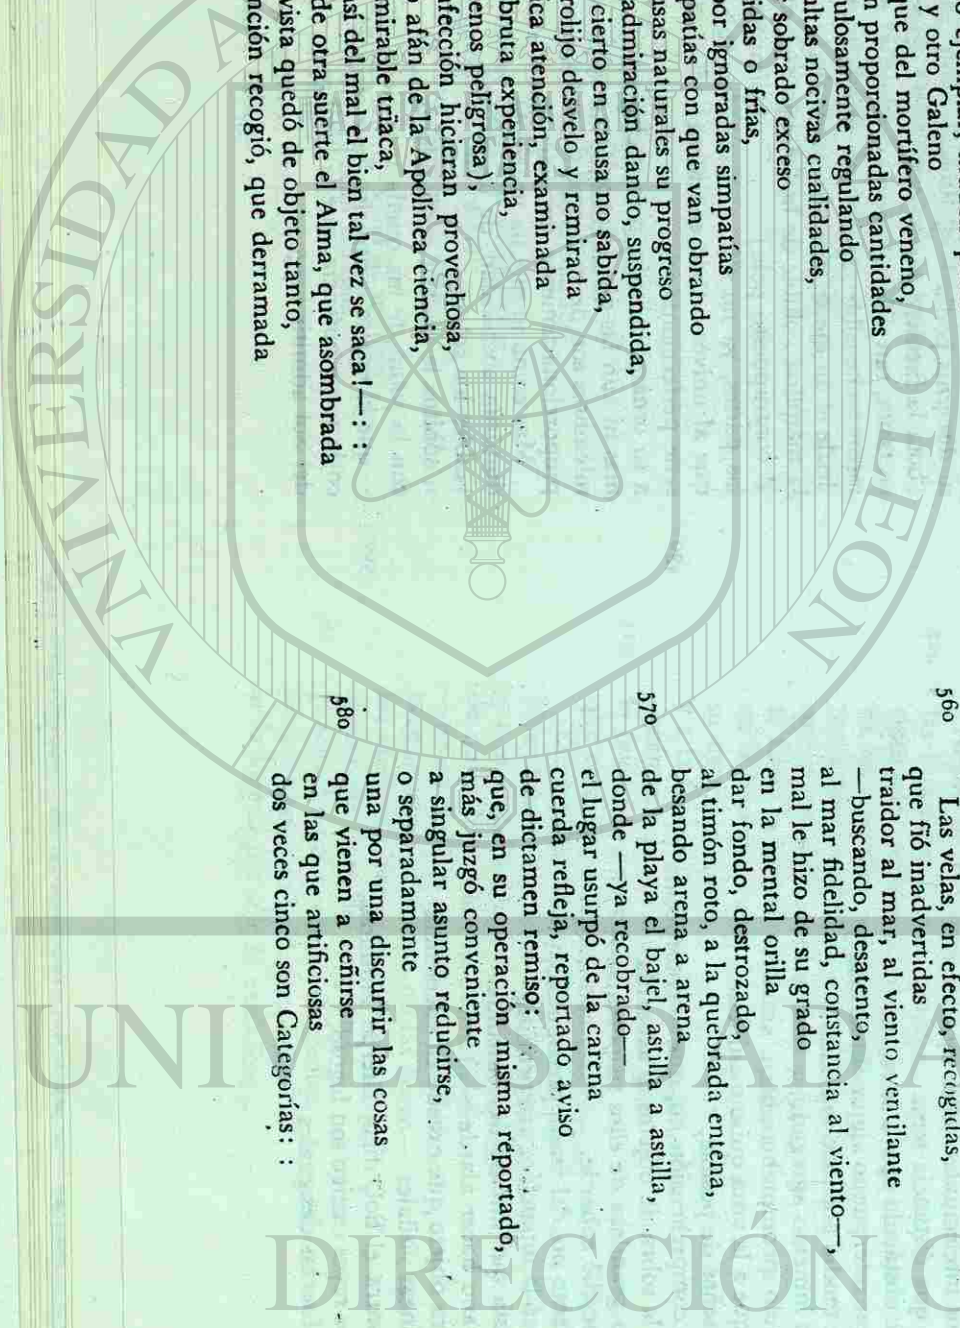 y otro Galeno
que del mortífero veneno,
n proporcionadas cantidades
ulosamente regulando
altas nocivas cualidades,
sobrado exceso
idas o frías,
por ignoradas simpatías
patías con que van obrando
usas naturales su progreso
admiración dando, suspendida,
cierto en causa no sabida,
rolijo desvelo y remirada
ica atención, examinada
bruta experiencia,
enos peligrosa),
afección hicieran provechosa,
afán de la Apolínea ciencia,
mirable trïaca,
así del mal el bien tal vez se saca!—: :
de otra suerte el Alma, que asombrada
vista quedó de objeto tanto,
nción recogió, que derramada
560 Las velas, en efecto, recogidas,
que fió inadvertidas
traidor al mar, al viento ventilante
—buscando, desatento,
al mar fidelidad, constancia al viento—,
mal le hizo de su grado
en la mental orilla
dar fondo, destrozado,
al timón roto, a la quebrada entena,
besando arena a arena
570 de la playa el bajel, astilla a astilla,
donde —ya recobrado—
el lugar usurpó de la carena
cuerda refleja, reportado aviso
de dictamen remiso:
que, en su operación misma reportado,
más juzgó conveniente
a singular asunto reducirse,
o separadamente
una por una discurrir las cosas
580 que vienen a ceñirse
en las que artificiosas
dos veces cinco son Categorías: :
UNIVERSIDAD A
DIRECCIÓN G
VNIVERSIDAD
NUEVO LEON